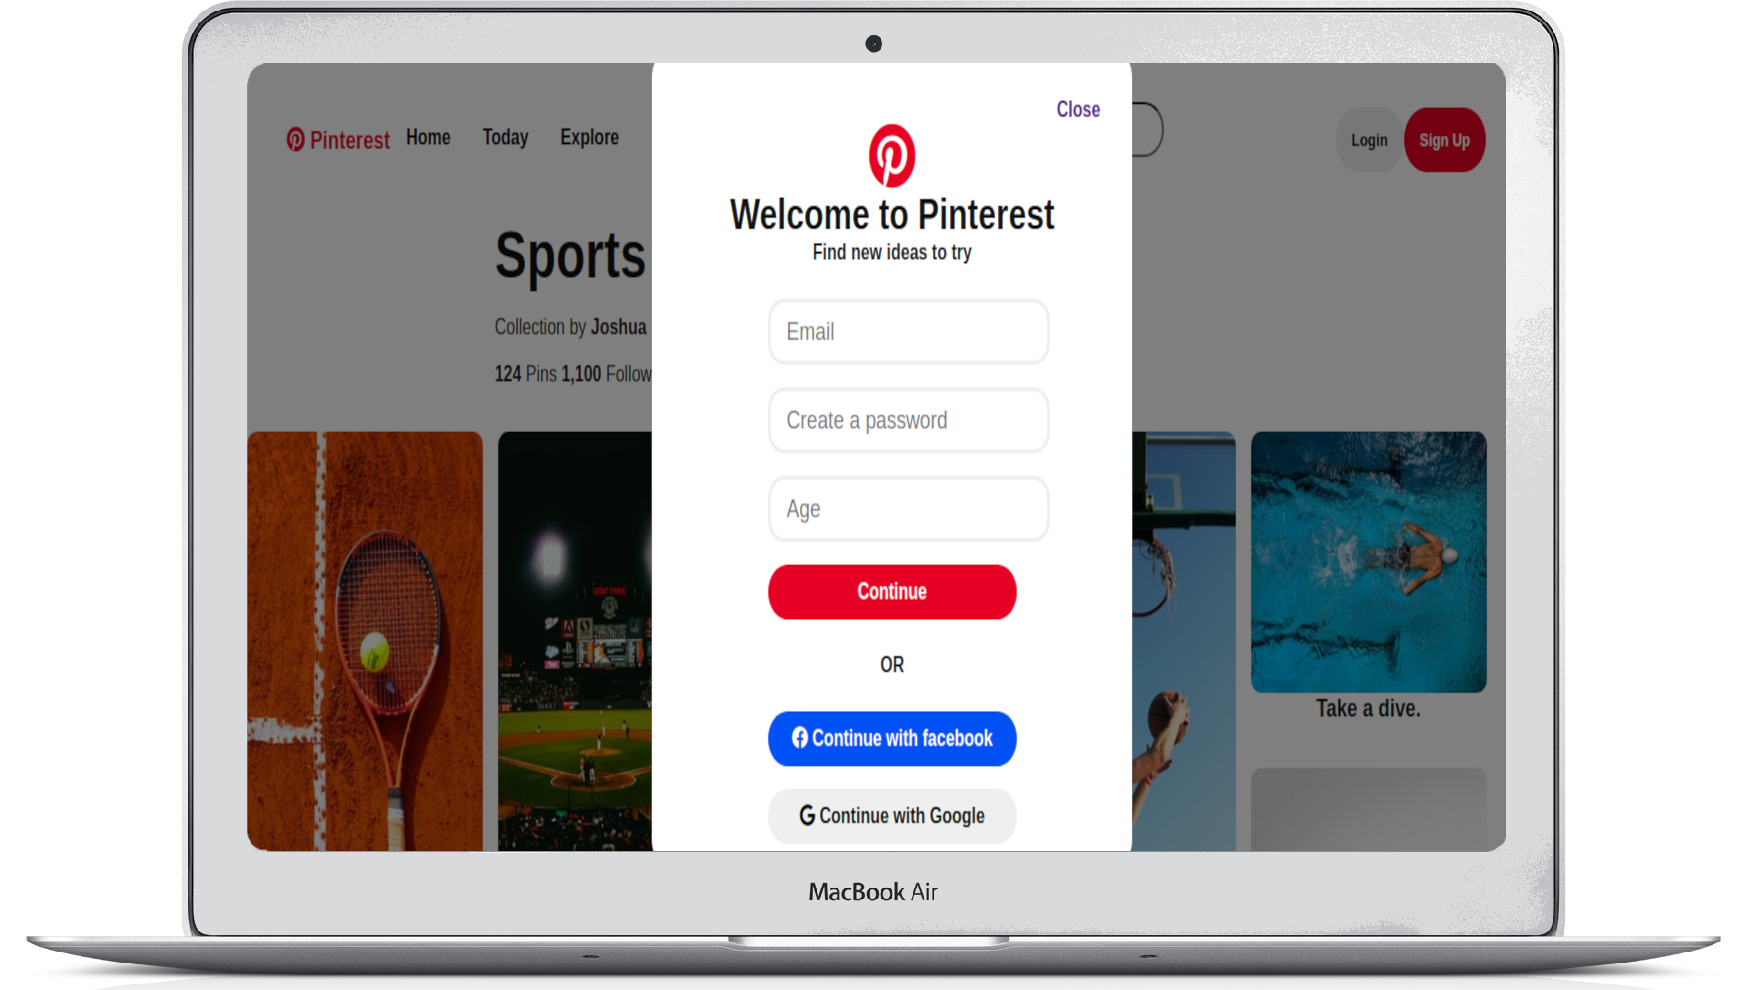 Close
Pinterest Home Today Explore
Login
Sign Up
Welcome to Pinterest
Find new ideas to try
Sports
Collection by Joshua
124 Pins 1,100 Follow
Email
Create a password
Age
Continue
OR
Continue with facebook
Continue with Google
Take a dive.
MacBook Air